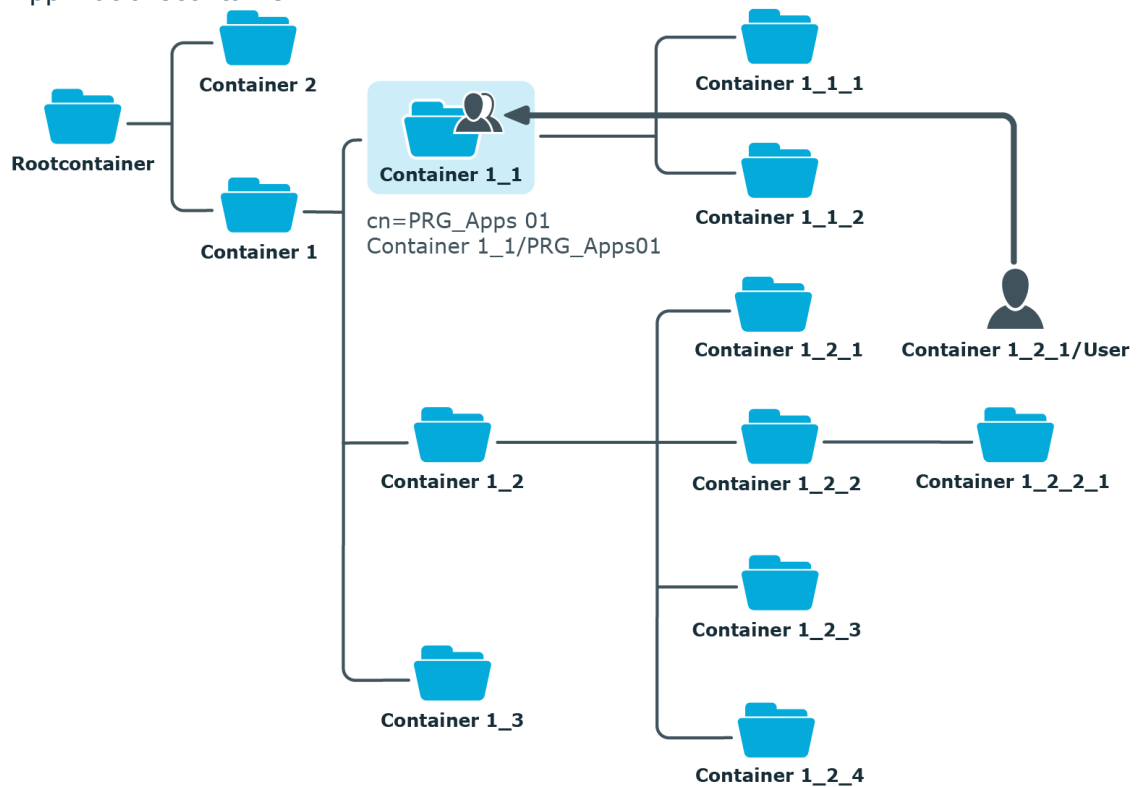 Container 2
Container 1_1_1
Rootcontainer
Container 1_1
Container 1_1_2
cn=PRG_Apps 01
Container 1_1/PRG_Apps01
Container 1
Container 1_2_1
Container 1_2_1/User
Container 1_2
Container 1_2_2
Container 1_2_2_1
Container 1_2_3
Container 1_3
Container 1_2_4